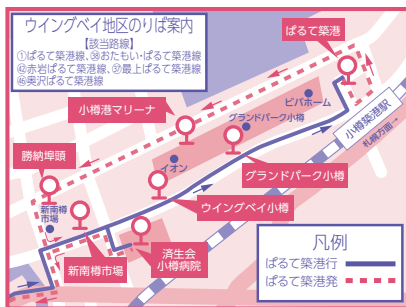 ウイングベイ地区のりば案内
【該当路線】
①ぱるて築港線、㊳おたもい・ぱるて築港線
㊷赤岩ぱるて築港線、㊲最上ぱるて築港線
㊻奥沢ぱるて築港線
ぱるて築港
小樽港マリーナ
ビバホーム
グランドパーク小樽
小樽築港駅
札幌方面→
勝納埠頭
イオン
グランドパーク小樽
新南樽
市場
ウイングベイ小樽
新南樽市場
済生会
小樽病院
凡例
ぱるて築港行
ぱるて築港発